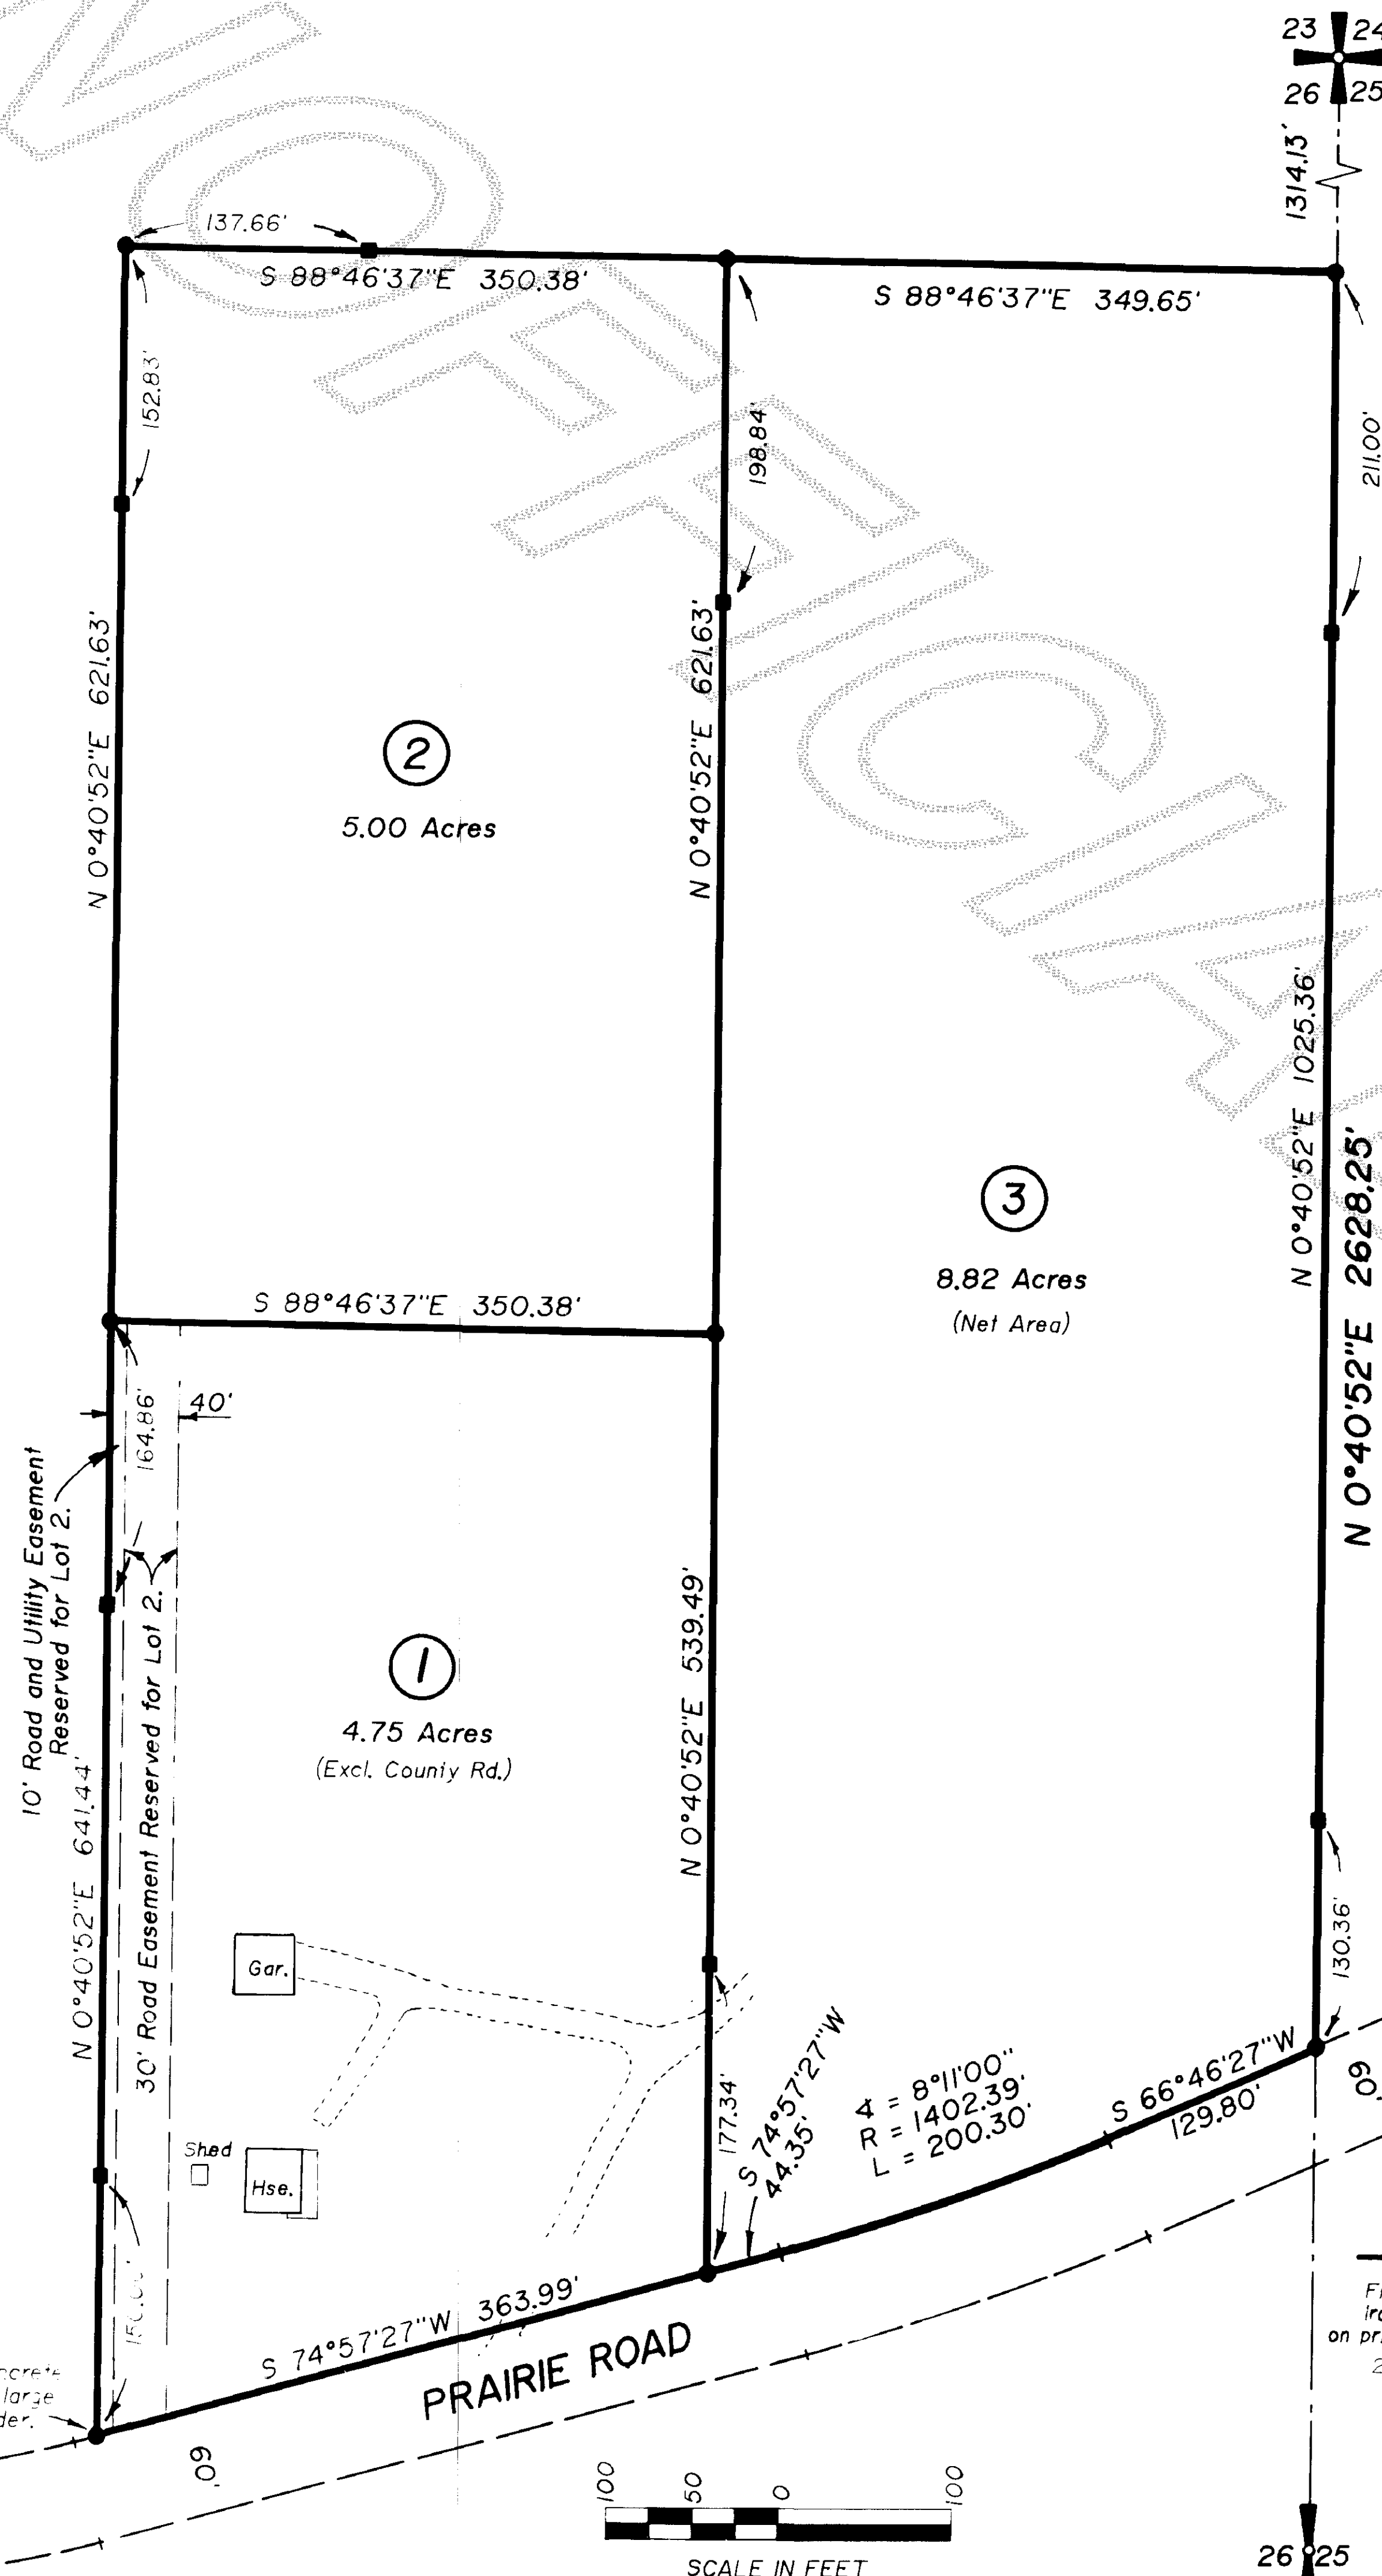 23 24
26 25
1314.13'
137.66'
S 88°46'37"E 350.38'
S 88°46'37"E 349.65'
152.83'
198.84'
211.00'
N 0°40'52"E 621.63'
N 0°40'52"E 621.63'
2
5.00 Acres
N 0°40'52"E 1025.36'
N 0°40'52"E 2628.25'
3
8.82 Acres
(Net Area)
S 88°46'37"E 350.38'
164.86'
40'
10' Road and Utility Easement
Reserved for Lot 2.
30' Road Easement Reserved for Lot 2.
N 0°40'52"E 641.44'
N 0°40'52"E 539.49'
1
4.75 Acres
(Excl. County Rd.)
Gar.
Shed
Hse.
130.36'
177.34'
S 74°57'27"W
44.35'
∆ = 8°11'00"
R = 1402.39'
L = 200.30'
S 66°46'27"W
129.80'
60'
S 74°57'27"W 363.99'
PRAIRIE ROAD
large
60'
on
100 50 0 100
SCALE IN FEET
26 25
UNOFFICIAL